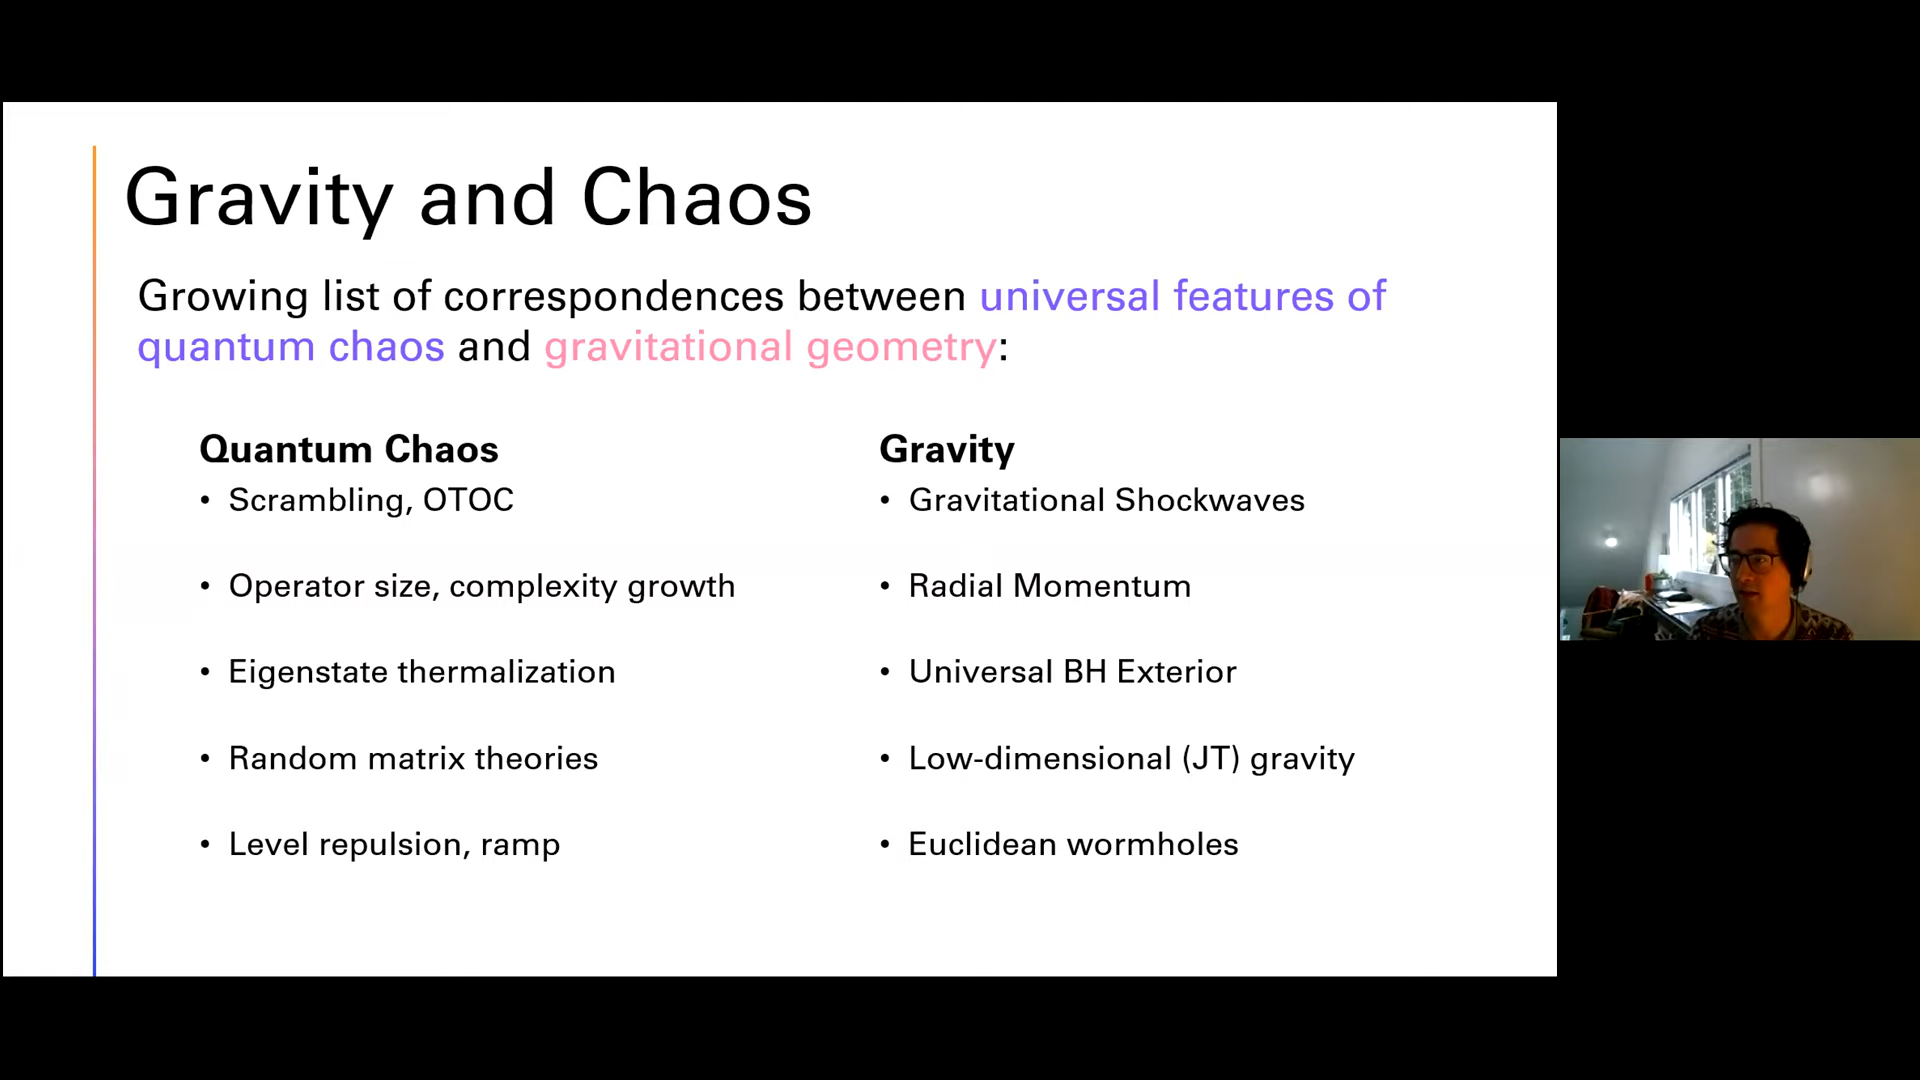 Gravity and Chaos
Growing list of correspondences between universal features of
quantum chaos and gravitational geometry:
Quantum Chaos
• Scrambling, OTOC
• Operator size, complexity growth
• Eigenstate thermalization
• Random matrix theories
• Level repulsion, ramp
Gravity
• Gravitational Shockwaves
• Radial Momentum
• Universal BH Exterior
• Low-dimensional (JT) gravity
• Euclidean wormholes